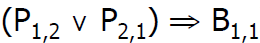 (P1,2 ∨ P2,1) ⇒ B1,1